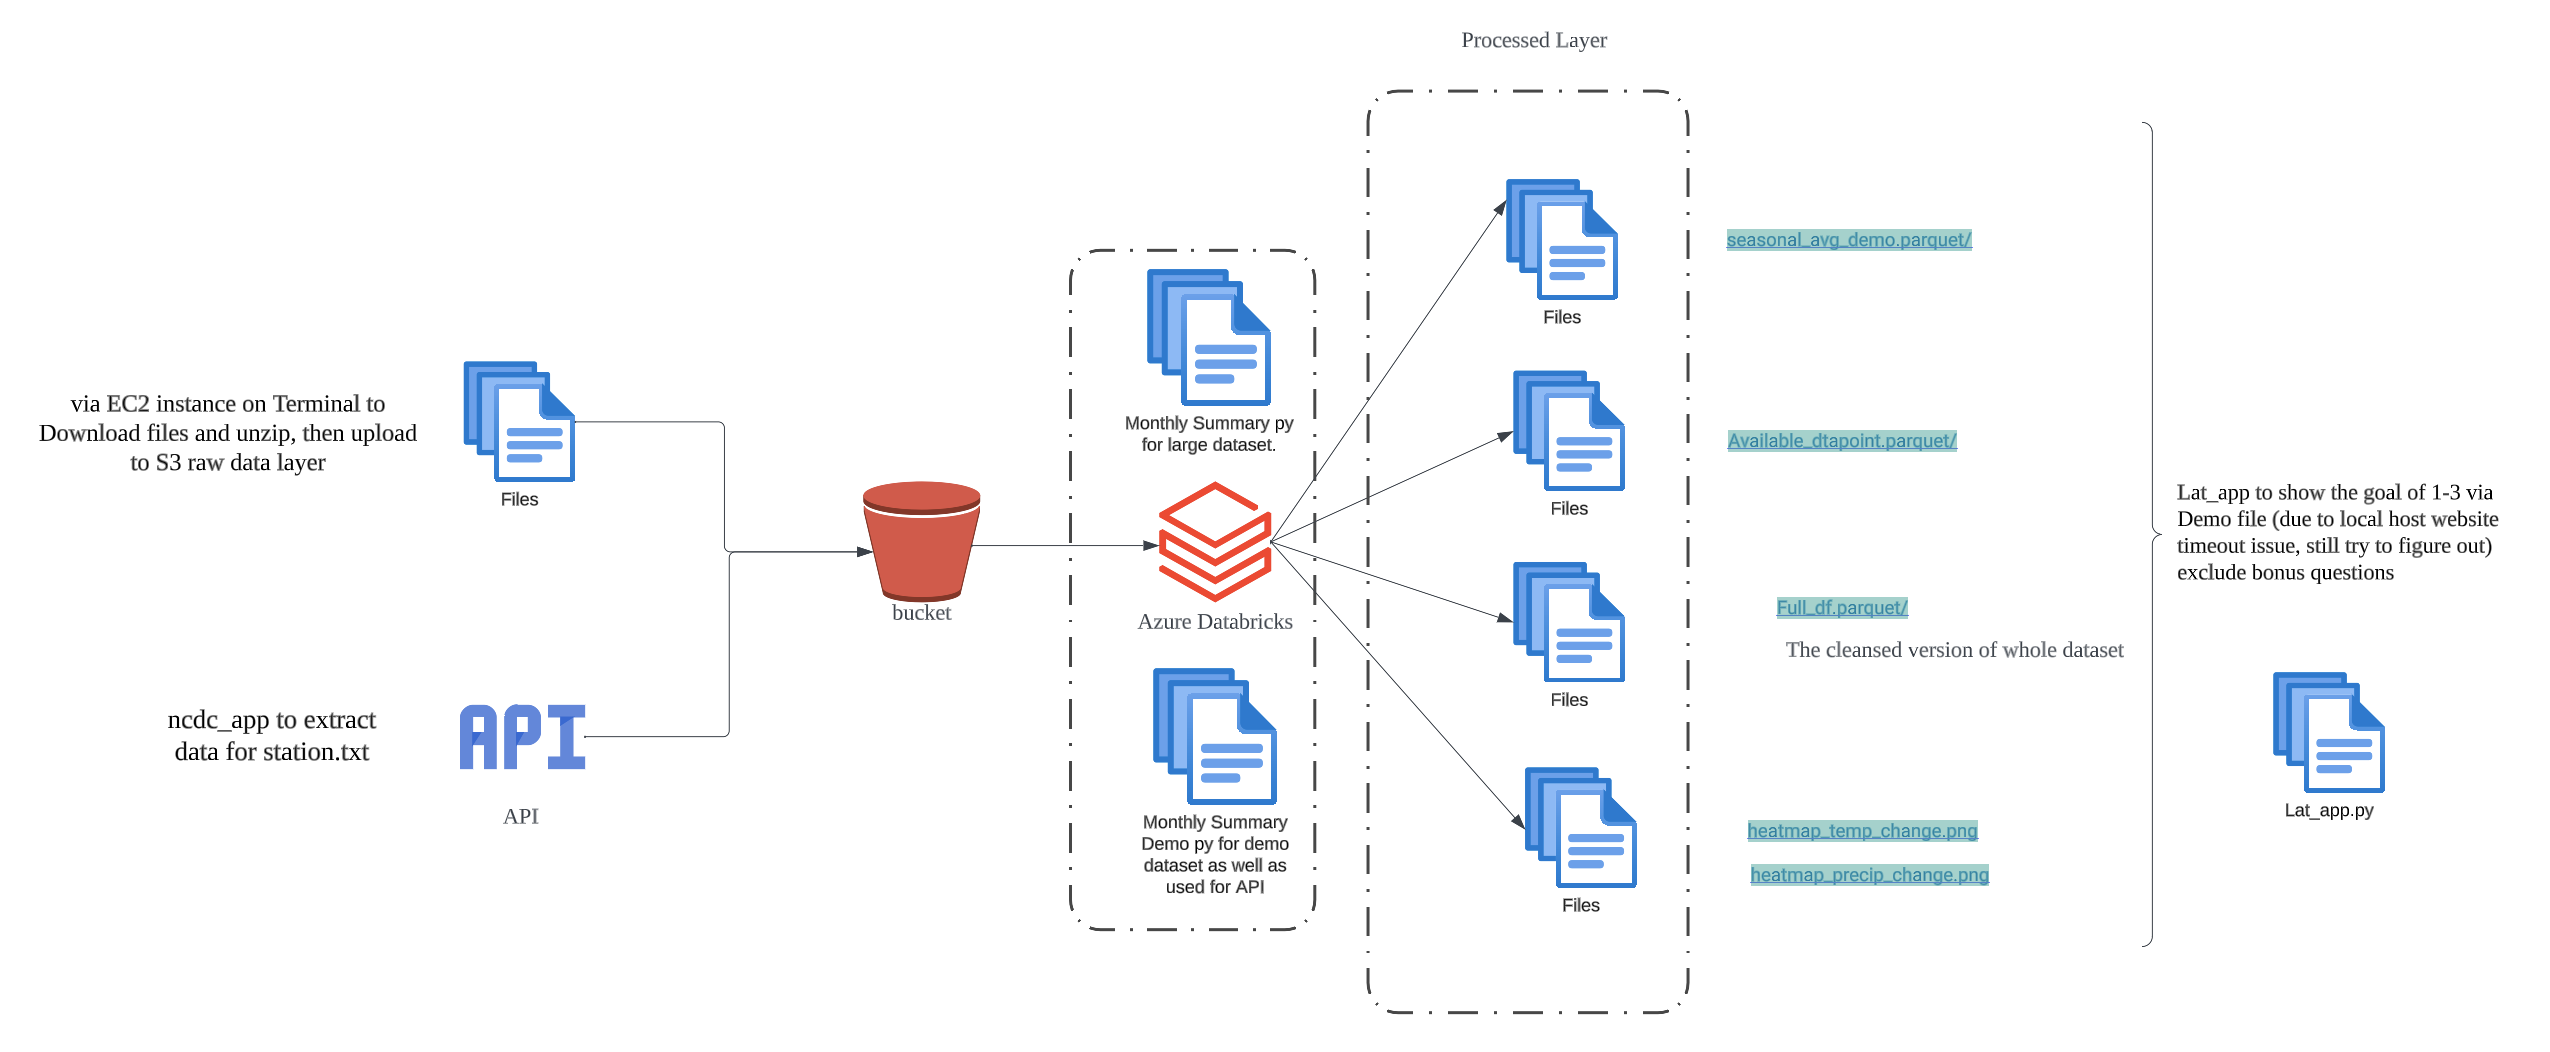 Processed Layer
via EC2 instance on Terminal to
Download files and unzip, then upload
to S3 raw data layer
Files
ncdc_app to extract
data for station.txt
API
API
bucket
Monthly Summary py
for large dataset.
Azure Databricks
Monthly Summary
Demo py for demo
dataset as well as
used for API
Files
seasonal_avg_demo.parquet/
Files
Available_dtapoint.parquet/
Files
Full_df.parquet/
The cleansed version of whole dataset
Files
heatmap_temp_change.png
heatmap_precip_change.png
Lat_app to show the goal of 1-3 via
Demo file (due to local host website
timeout issue, still try to figure out)
exclude bonus questions
Lat_app.py